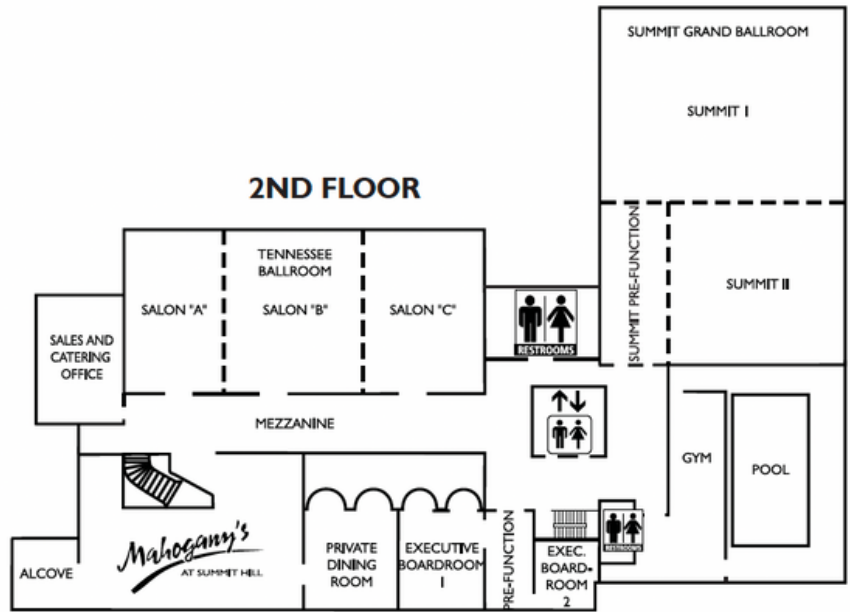 SUMMIT GRAND BALLROOM
SUMMIT I
2ND FLOOR
SUMMIT PRE-FUNCTION
TENNESSEE
BALLROOM
SUMMIT II
SALON "A"
SALON "B"
SALON "C"
SALES AND
CATERING
OFFICE
RESTROOMS
MEZZANINE
GYM
POOL
Mahogany's
AT SUMMIT HILL
ALCOVE
PRIVATE
DINING
ROOM
EXECUTIVE
BOARDROOM
I
PRE-FUNCTION
EXEC.
BOARD-
ROOM
2
RESTROOMS